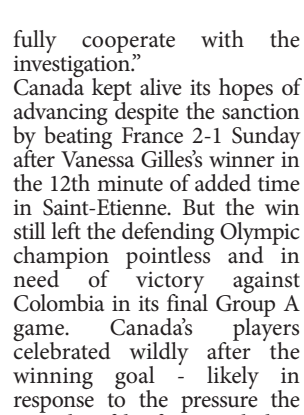 fully cooperate with the
investigation."
Canada kept alive its hopes of
advancing despite the sanction
by beating France 2-1 Sunday
after Vanessa Gilles's winner in
the 12th minute of added time
in Saint-Etienne. But the win
still left the defending Olympic
champion pointless and in
need of victory against
Colombia in its final Group A
game. Canada's players
celebrated wildly after the
winning goal - likely in
response to the pressure the